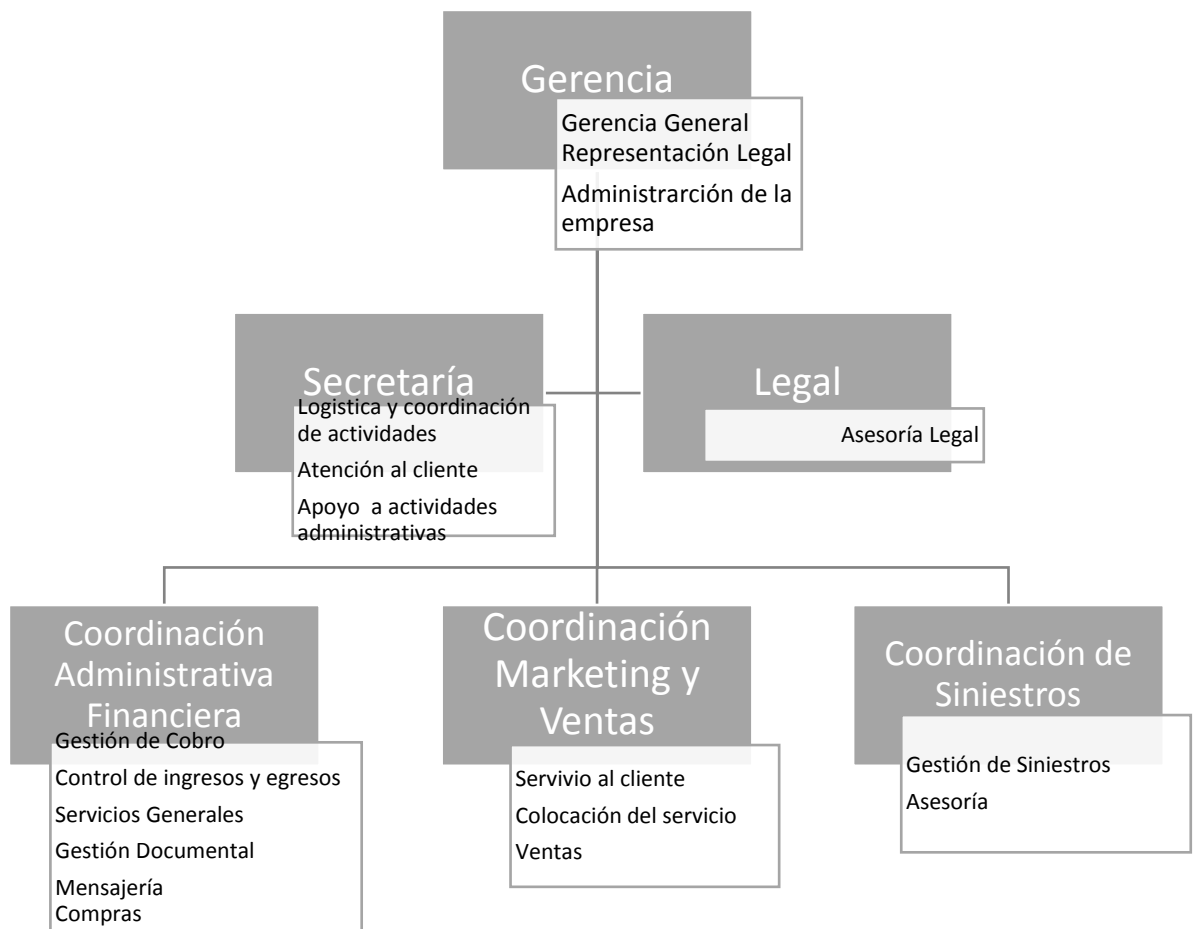 Gerencia
Gerencia General
Representación Legal
Administrarción de la
empresa
Secretaría
Logistica y coordinación
de actividades
Atención al cliente
Apoyo  a actividades
administrativas
Legal
Asesoría Legal
Coordinación
Administrativa
Financiera
Gestión de Cobro
Control de ingresos y egresos
Servicios Generales
Gestión Documental
Mensajería
Compras
Coordinación
Marketing y
Ventas
Servivio al cliente
Colocación del servicio
Ventas
Coordinación de
Siniestros
Gestión de Siniestros
Asesoría